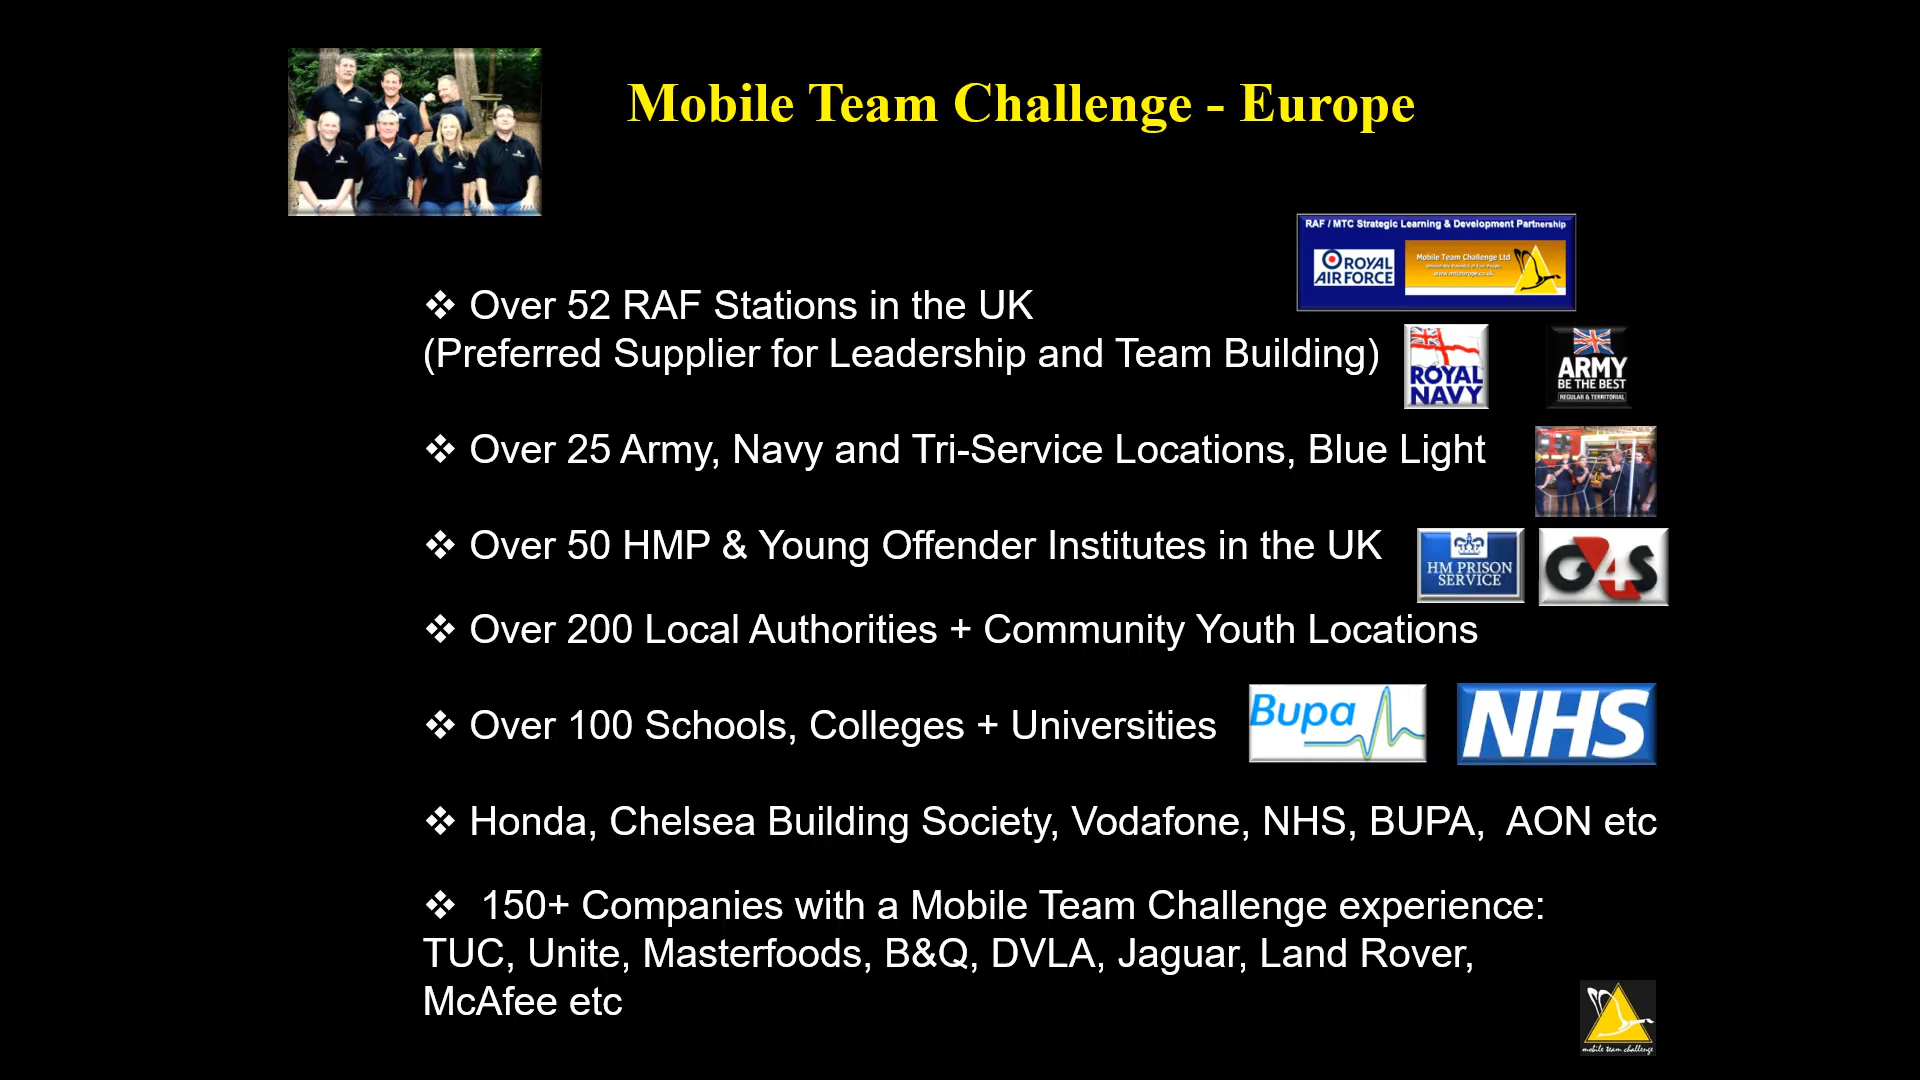 Mobile Team Challenge - Europe
RAF / MTC Strategic Learning & Development Partnership
ROYAL
AIR FORCE
Mobile Team Challenge Ltd
❖ Over 52 RAF Stations in the UK
(Preferred Supplier for Leadership and Team Building)
ROYAL
NAVY
ARMY
BE THE BEST
REGULAR & TERRITORIAL
❖ Over 25 Army, Navy and Tri-Service Locations, Blue Light
❖ Over 50 HMP & Young Offender Institutes in the UK
HM PRISON
SERVICE
G4S
❖ Over 200 Local Authorities + Community Youth Locations
❖ Over 100 Schools, Colleges + Universities
Bupa
NHS
❖ Honda, Chelsea Building Society, Vodafone, NHS, BUPA, AON etc
❖ 150+ Companies with a Mobile Team Challenge experience:
TUC, Unite, Masterfoods, B&Q, DVLA, Jaguar, Land Rover,
McAfee etc
mobile team challenge